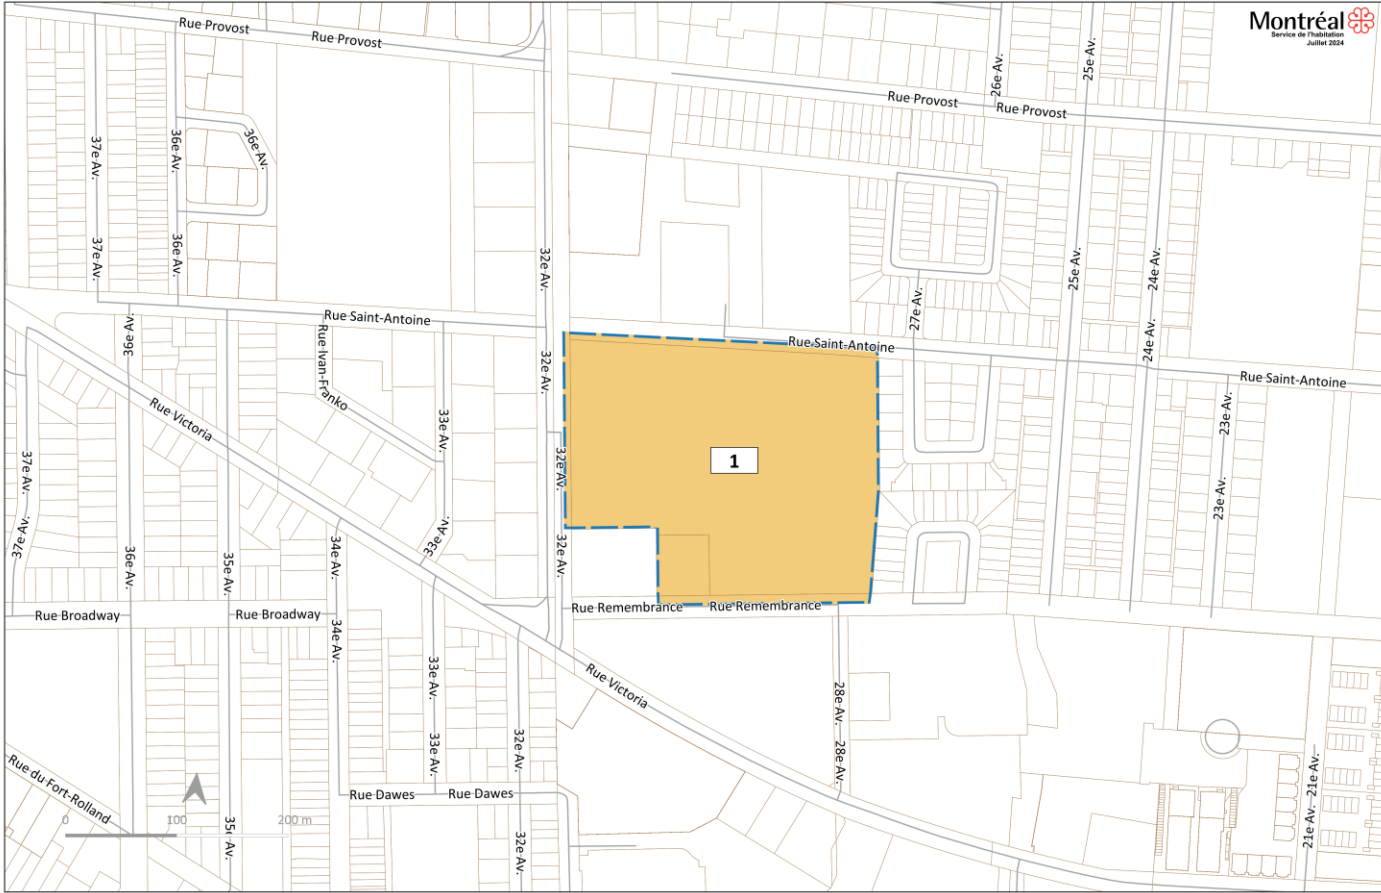 Montréal
Service de l'habitation
Juillet 2024
Rue Provost
Rue Provost
Rue Provost
Rue Provost
26e Av.
25e Av.
37e Av.
36e Av.
36e Av.
37e Av.
36e Av.
32e Av.
27e Av.
25e Av.
24e Av.
Rue Saint-Antoine
Rue Saint-Antoine
Rue Saint-Antoine
36e Av.
Rue Ivan-Franko
32e Av.
24e Av.
Rue Victoria
33e Av.
23e Av.
1
37e Av.
32e Av.
23e Av.
37e Av.
36e Av.
35e Av.
34e Av.
33e Av.
32e Av.
Rue Broadway
Rue Broadway
Rue Remembrance
Rue Remembrance
34e Av.
33e Av.
Rue Victoria
28e Av.
33e Av.
32e Av.
28e Av.
21e Av.
Rue du Fort-Rolland
Rue Dawes
Rue Dawes
0
100
200 m
35e Av.
32e Av.
21e Av.